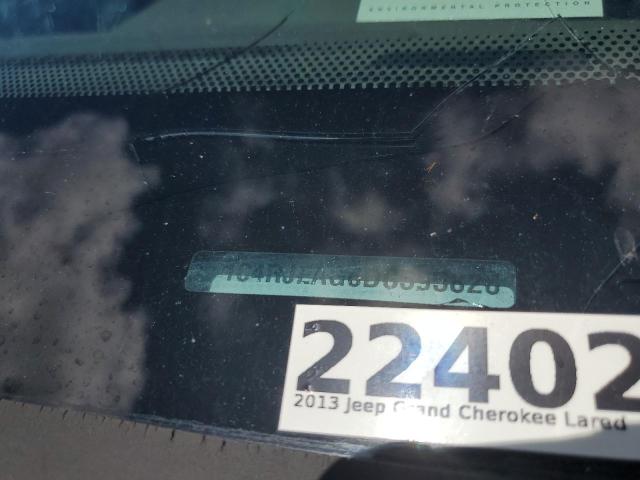 ENVIRONMENTAL PROTECTION
22402
2013 Jeep Grand Cherokee Lared